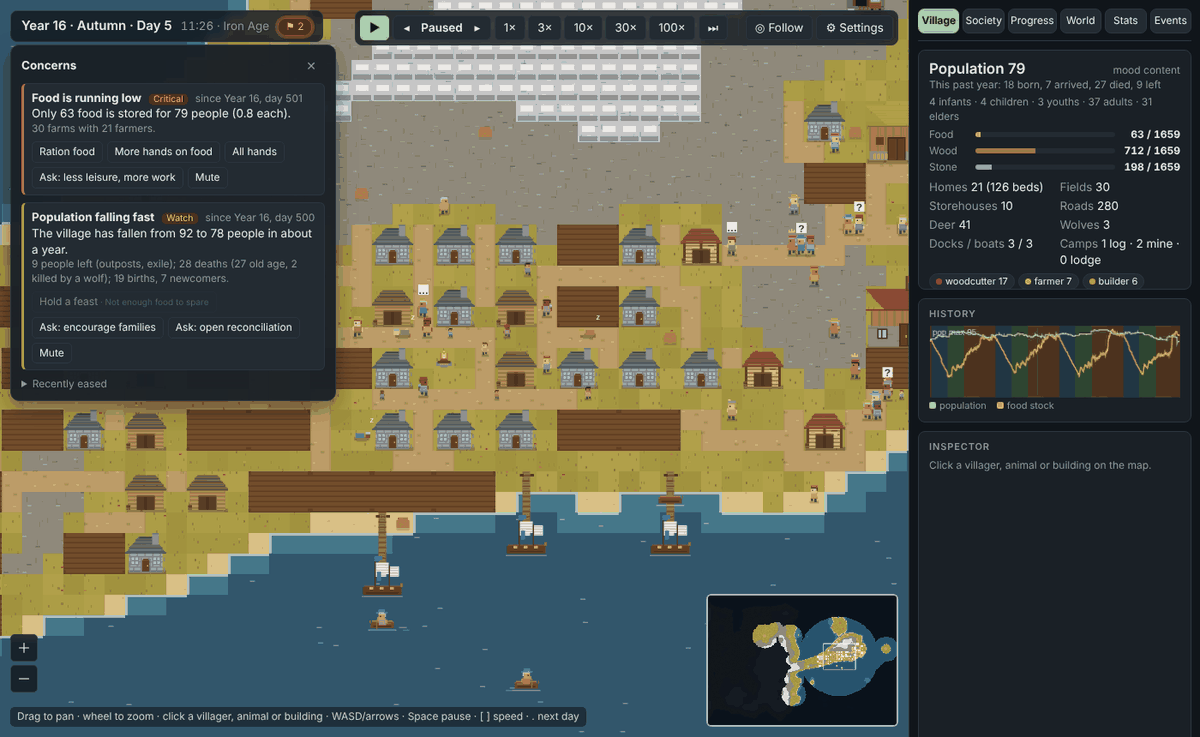 Year 16 · Autumn · Day 5 11:26 · Iron Age ⚑ 2
◂ Paused ▸ 1× 3× 10× 30× 100× ⏭ ◎ Follow ⚙ Settings
Concerns ×
Food is running low Critical since Year 16, day 501
Only 63 food is stored for 79 people (0.8 each).
30 farms with 21 farmers.
Ration food More hands on food All hands
Ask: less leisure, more work Mute
Population falling fast Watch since Year 16, day 500
The village has fallen from 92 to 78 people in about
a year.
9 people left (outposts, exile); 28 deaths (27 old age, 2
killed by a wolf); 19 births, 7 newcomers.
Hold a feast · Not enough food to spare
Ask: encourage families Ask: open reconciliation
Mute
▶ Recently eased
...
?
?
...
z
z
?
z
+
−
Drag to pan · wheel to zoom · click a villager, animal or building · WASD/arrows · Space pause · [ ] speed · . next day
Village Society Progress World Stats Events
Population 79 mood content
This past year: 18 born, 7 arrived, 27 died, 9 left
4 infants · 4 children · 3 youths · 37 adults · 31
elders
Food 63 / 1659
Wood 712 / 1659
Stone 198 / 1659
Homes 21 (126 beds) Fields 30
Storehouses 10 Roads 280
Deer 41 Wolves 3
Docks / boats 3 / 3 Camps 1 log · 2 mine ·
0 lodge
woodcutter 17 farmer 7 builder 6
HISTORY
pop max 95
population food stock
INSPECTOR
Click a villager, animal or building on the map.